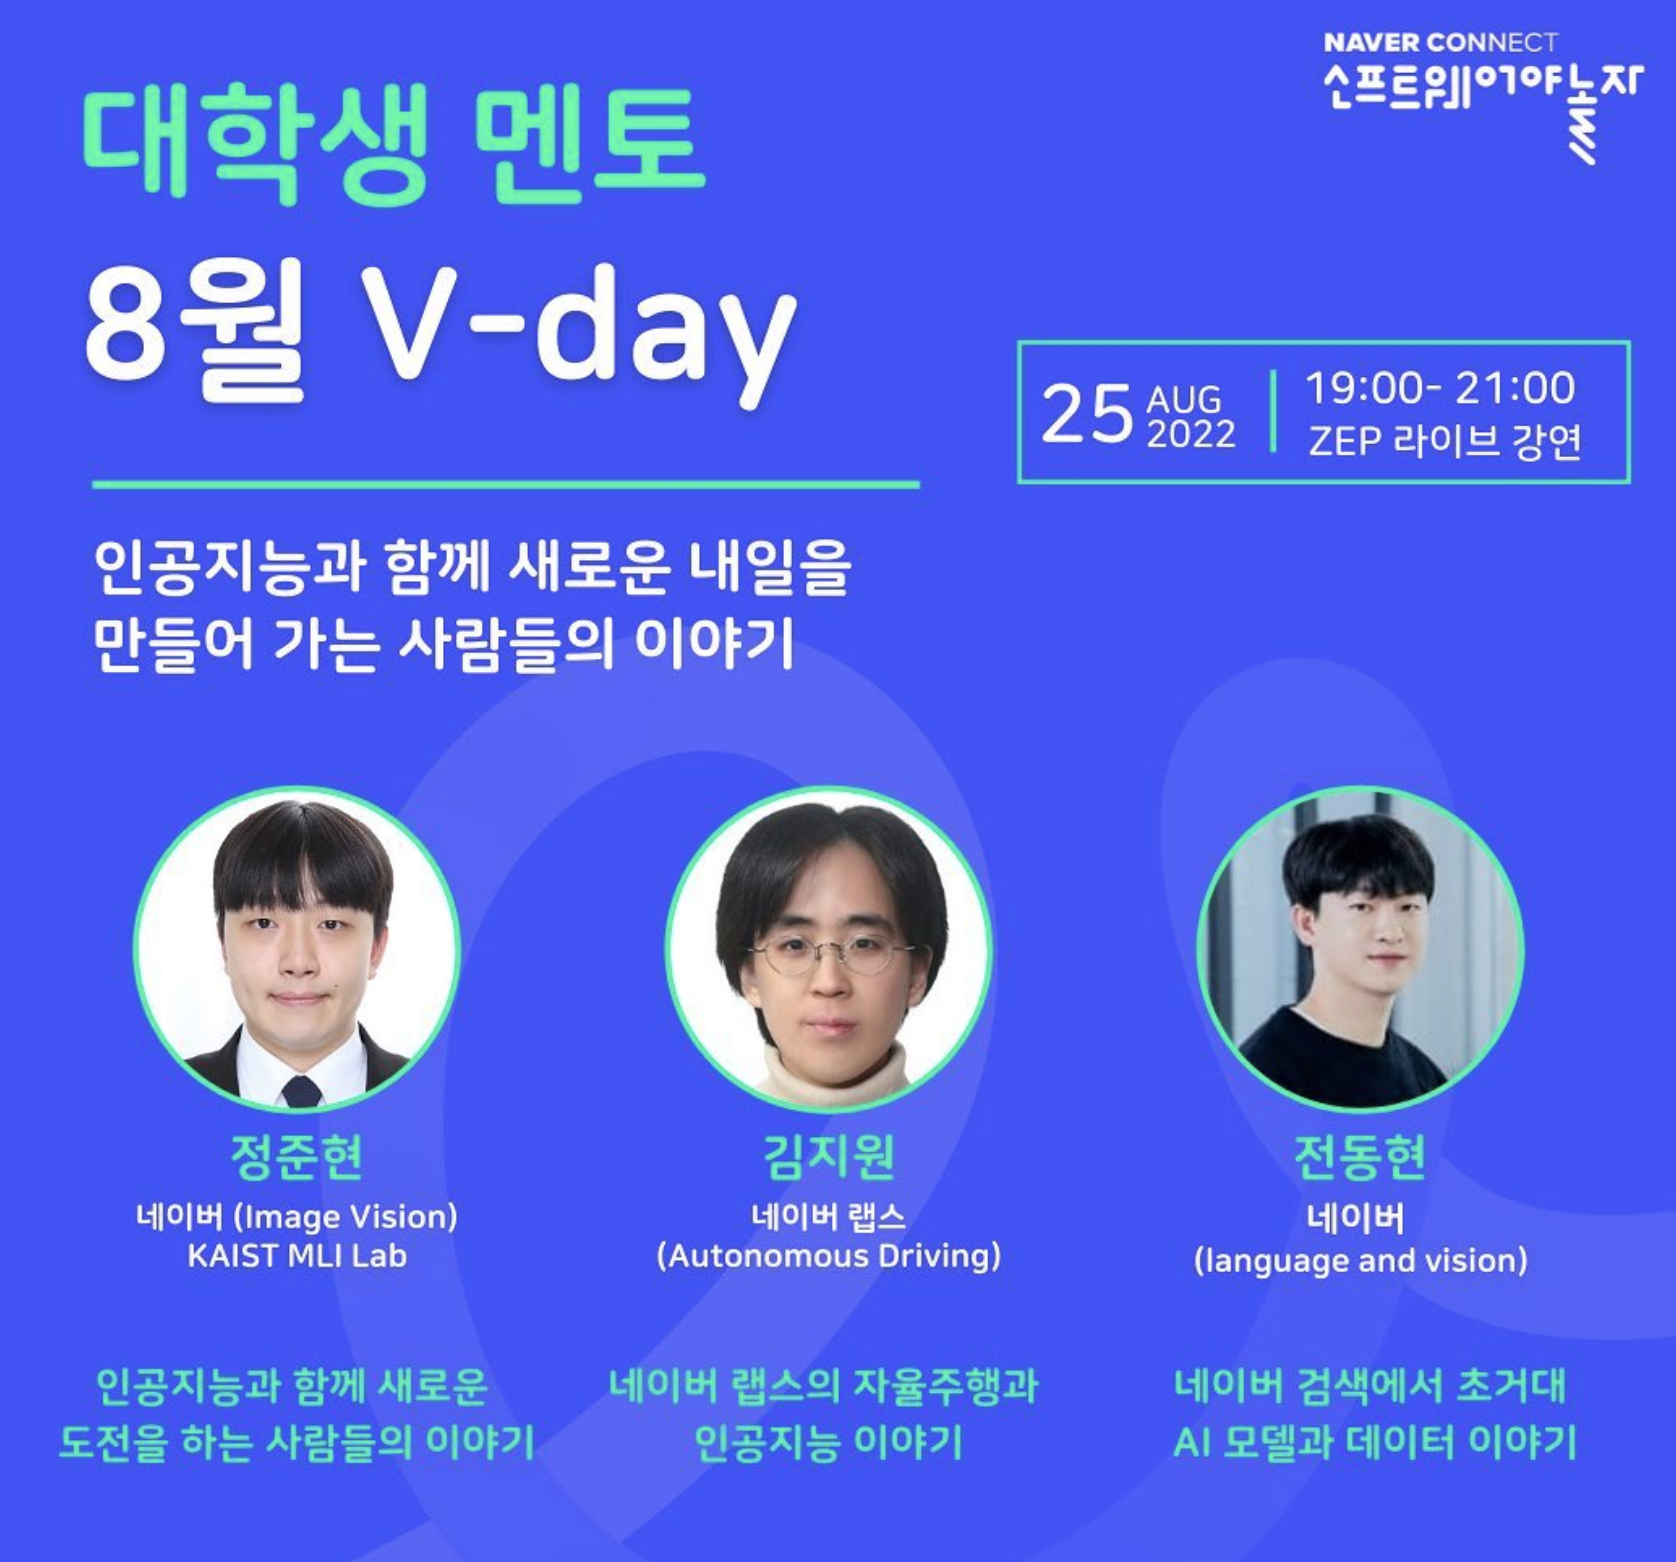 NAVER CONNECT
소프트웨어야 놀자
대학생 멘토
8월 V-day
25 AUG 2022
19:00- 21:00
ZEP 라이브 강연
인공지능과 함께 새로운 내일을
만들어 가는 사람들의 이야기
정준현
네이버 (Image Vision)
KAIST MLI Lab
인공지능과 함께 새로운
도전을 하는 사람들의 이야기
김지원
네이버 랩스
(Autonomous Driving)
네이버 랩스의 자율주행과
인공지능 이야기
전동현
네이버
(language and vision)
네이버 검색에서 초거대
AI 모델과 데이터 이야기